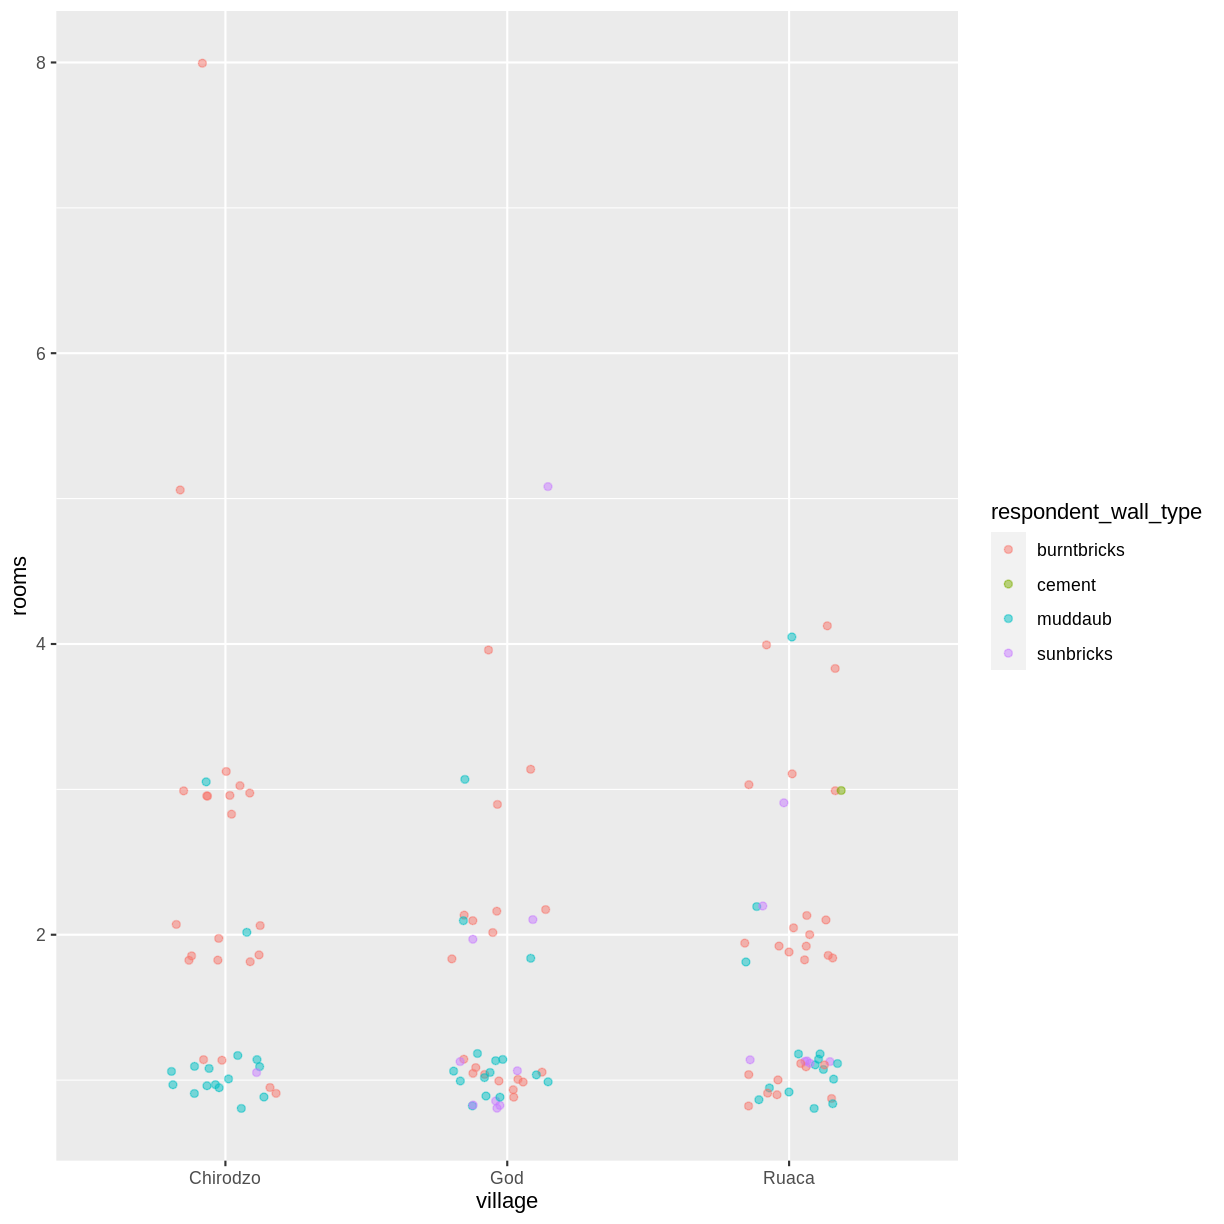 8
6
4
2
rooms
Chirodzo
God
Ruaca
village
respondent_wall_type
burntbricks
cement
muddaub
sunbricks